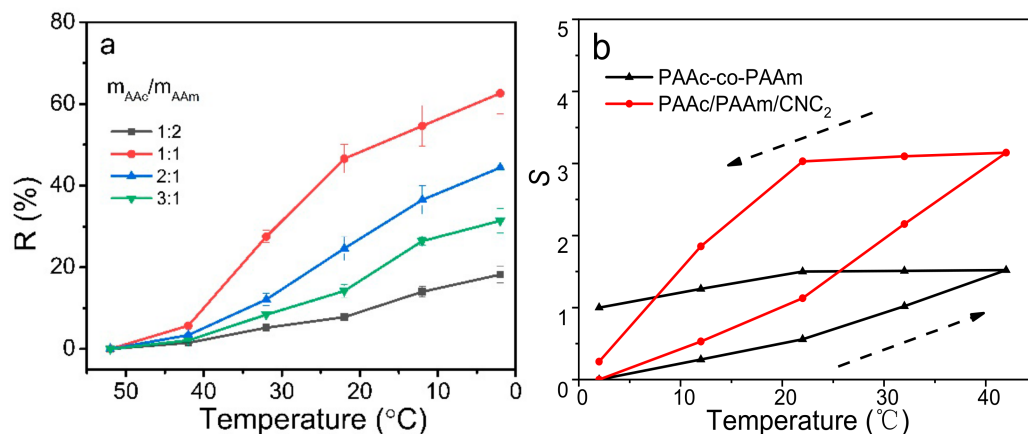 a
m_AAc/m_AAm
1:2
1:1
2:1
3:1
R (%)
80
60
40
20
0
50 40 30 20 10 0
Temperature (°C)
b
PAAc-co-PAAm
PAAc/PAAm/CNC₂
S
5
4
3
2
1
0
0 10 20 30 40
Temperature (℃)